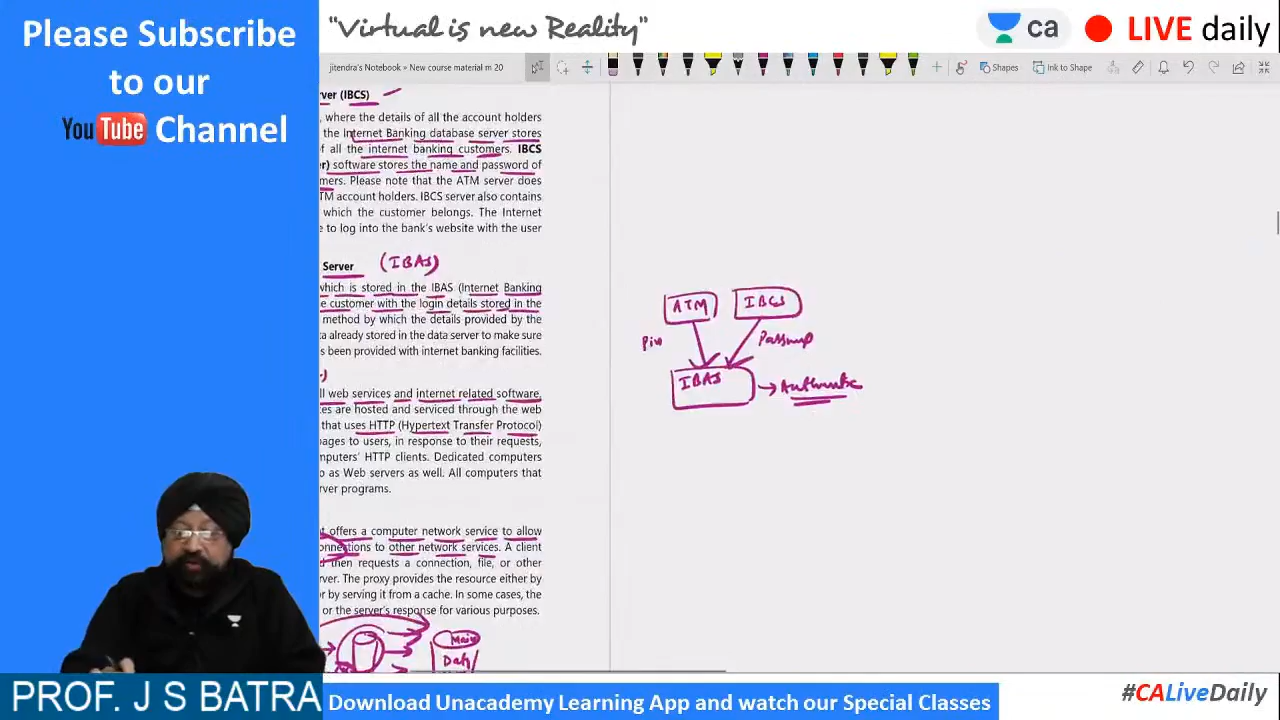 Please Subscribe
to our
YouTube Channel
"Virtual is new Reality"
ca
LIVE daily
jitendra's Notebook » New course material m 20
Shapes
Ink to Shape
rver (IBCS)
, where the details of all the account holders
the Internet Banking database server stores
f all the internet banking customers. IBCS
r) software stores the name and password of
mers. Please note that the ATM server does
TM account holders. IBCS server also contains
which the customer belongs. The Internet
e to log into the bank's website with the user
Server (IBAS)
which is stored in the IBAS (Internet Banking
e customer with the login details stored in the
method by which the details provided by the
ta already stored in the data server to make sure
s been provided with internet banking facilities.
)
ll web services and internet related software,
es are hosted and serviced through the web
that uses HTTP (Hypertext Transfer Protocol)
pages to users, in response to their requests,
mputers' HTTP clients. Dedicated computers
o as Web servers as well. All computers that
erver programs.
t offers a computer network service to allow
onnections to other network services. A client
then requests a connection, file, or other
rver. The proxy provides the resource either by
or by serving it from a cache. In some cases, the
or the server's response for various purposes.
Main
ATM
IBCS
Pin
IBAS
PROF. J S BATRA
Download Unacademy Learning App and watch our Special Classes
#CALiveDaily